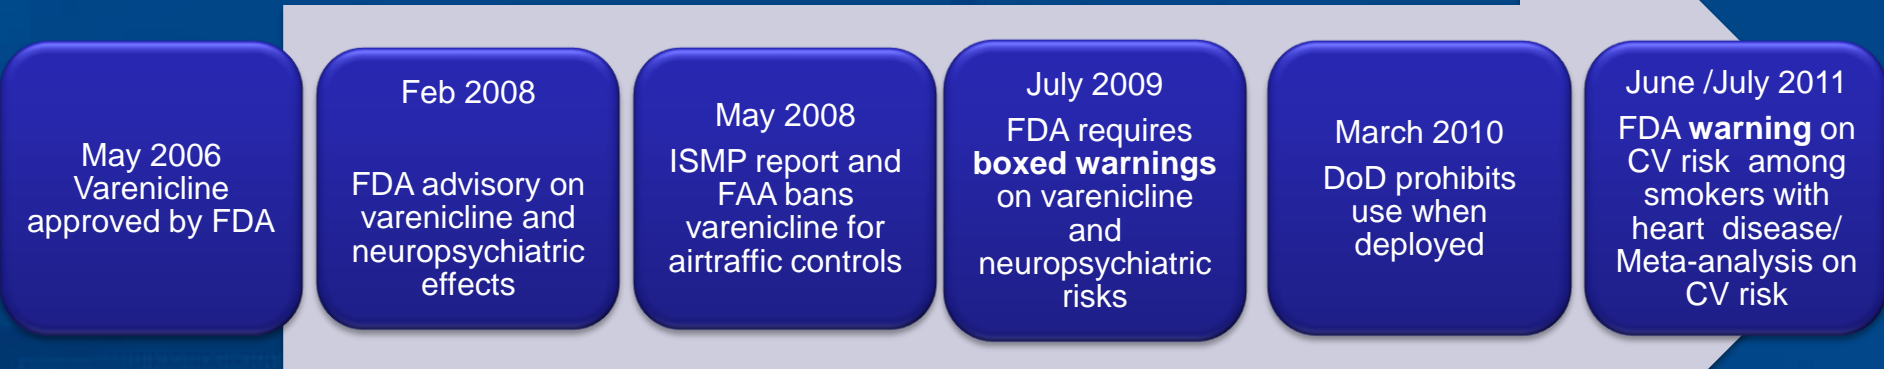 May 2006
Varenicline
approved by FDA
Feb 2008
FDA advisory on
varenicline and
neuropsychiatric
effects
May 2008
ISMP report and
FAA bans
varenicline for
airtraffic controls
July 2009
FDA requires
boxed warnings
on varenicline
and
neuropsychiatric
risks
March 2010
DoD prohibits
use when
deployed
June /July 2011
FDA warning on
CV risk among
smokers with
heart disease/
Meta-analysis on
CV risk